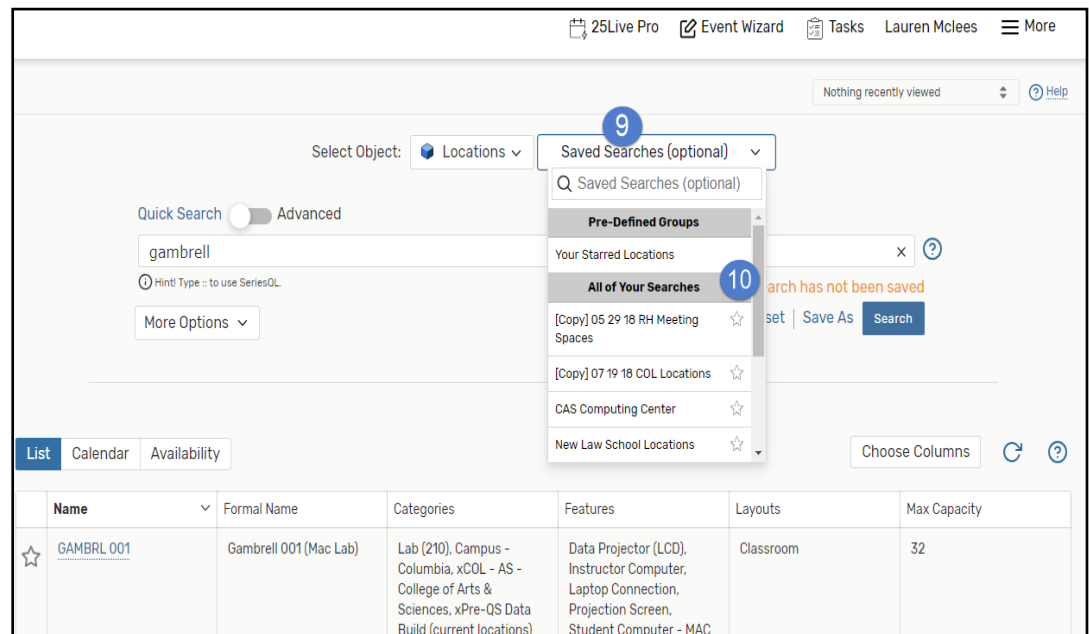 25Live Pro Event Wizard Tasks Lauren Mclees More
Nothing recently viewed Help
9
Select Object: Locations Saved Searches (optional)
Saved Searches (optional)
Quick Search Advanced
Pre-Defined Groups
gambrell
Your Starred Locations
Hint! Type :: to use SeriesQL.
All of Your Searches 10 arch has not been saved
More Options
[Copy] 05 29 18 RH Meeting
Spaces
set | Save As Search
[Copy] 07 19 18 COL Locations
CAS Computing Center
New Law School Locations
List Calendar Availability Choose Columns
Name Formal Name Categories Features Layouts Max Capacity
GAMBRL 001 Gambrell 001 (Mac Lab) Lab (210), Campus - Data Projector (LCD), Classroom 32
Columbia, xCOL - AS - Instructor Computer,
College of Arts & Laptop Connection,
Sciences, xPre-QS Data Projection Screen,
Build (current locations) Student Computer - MAC